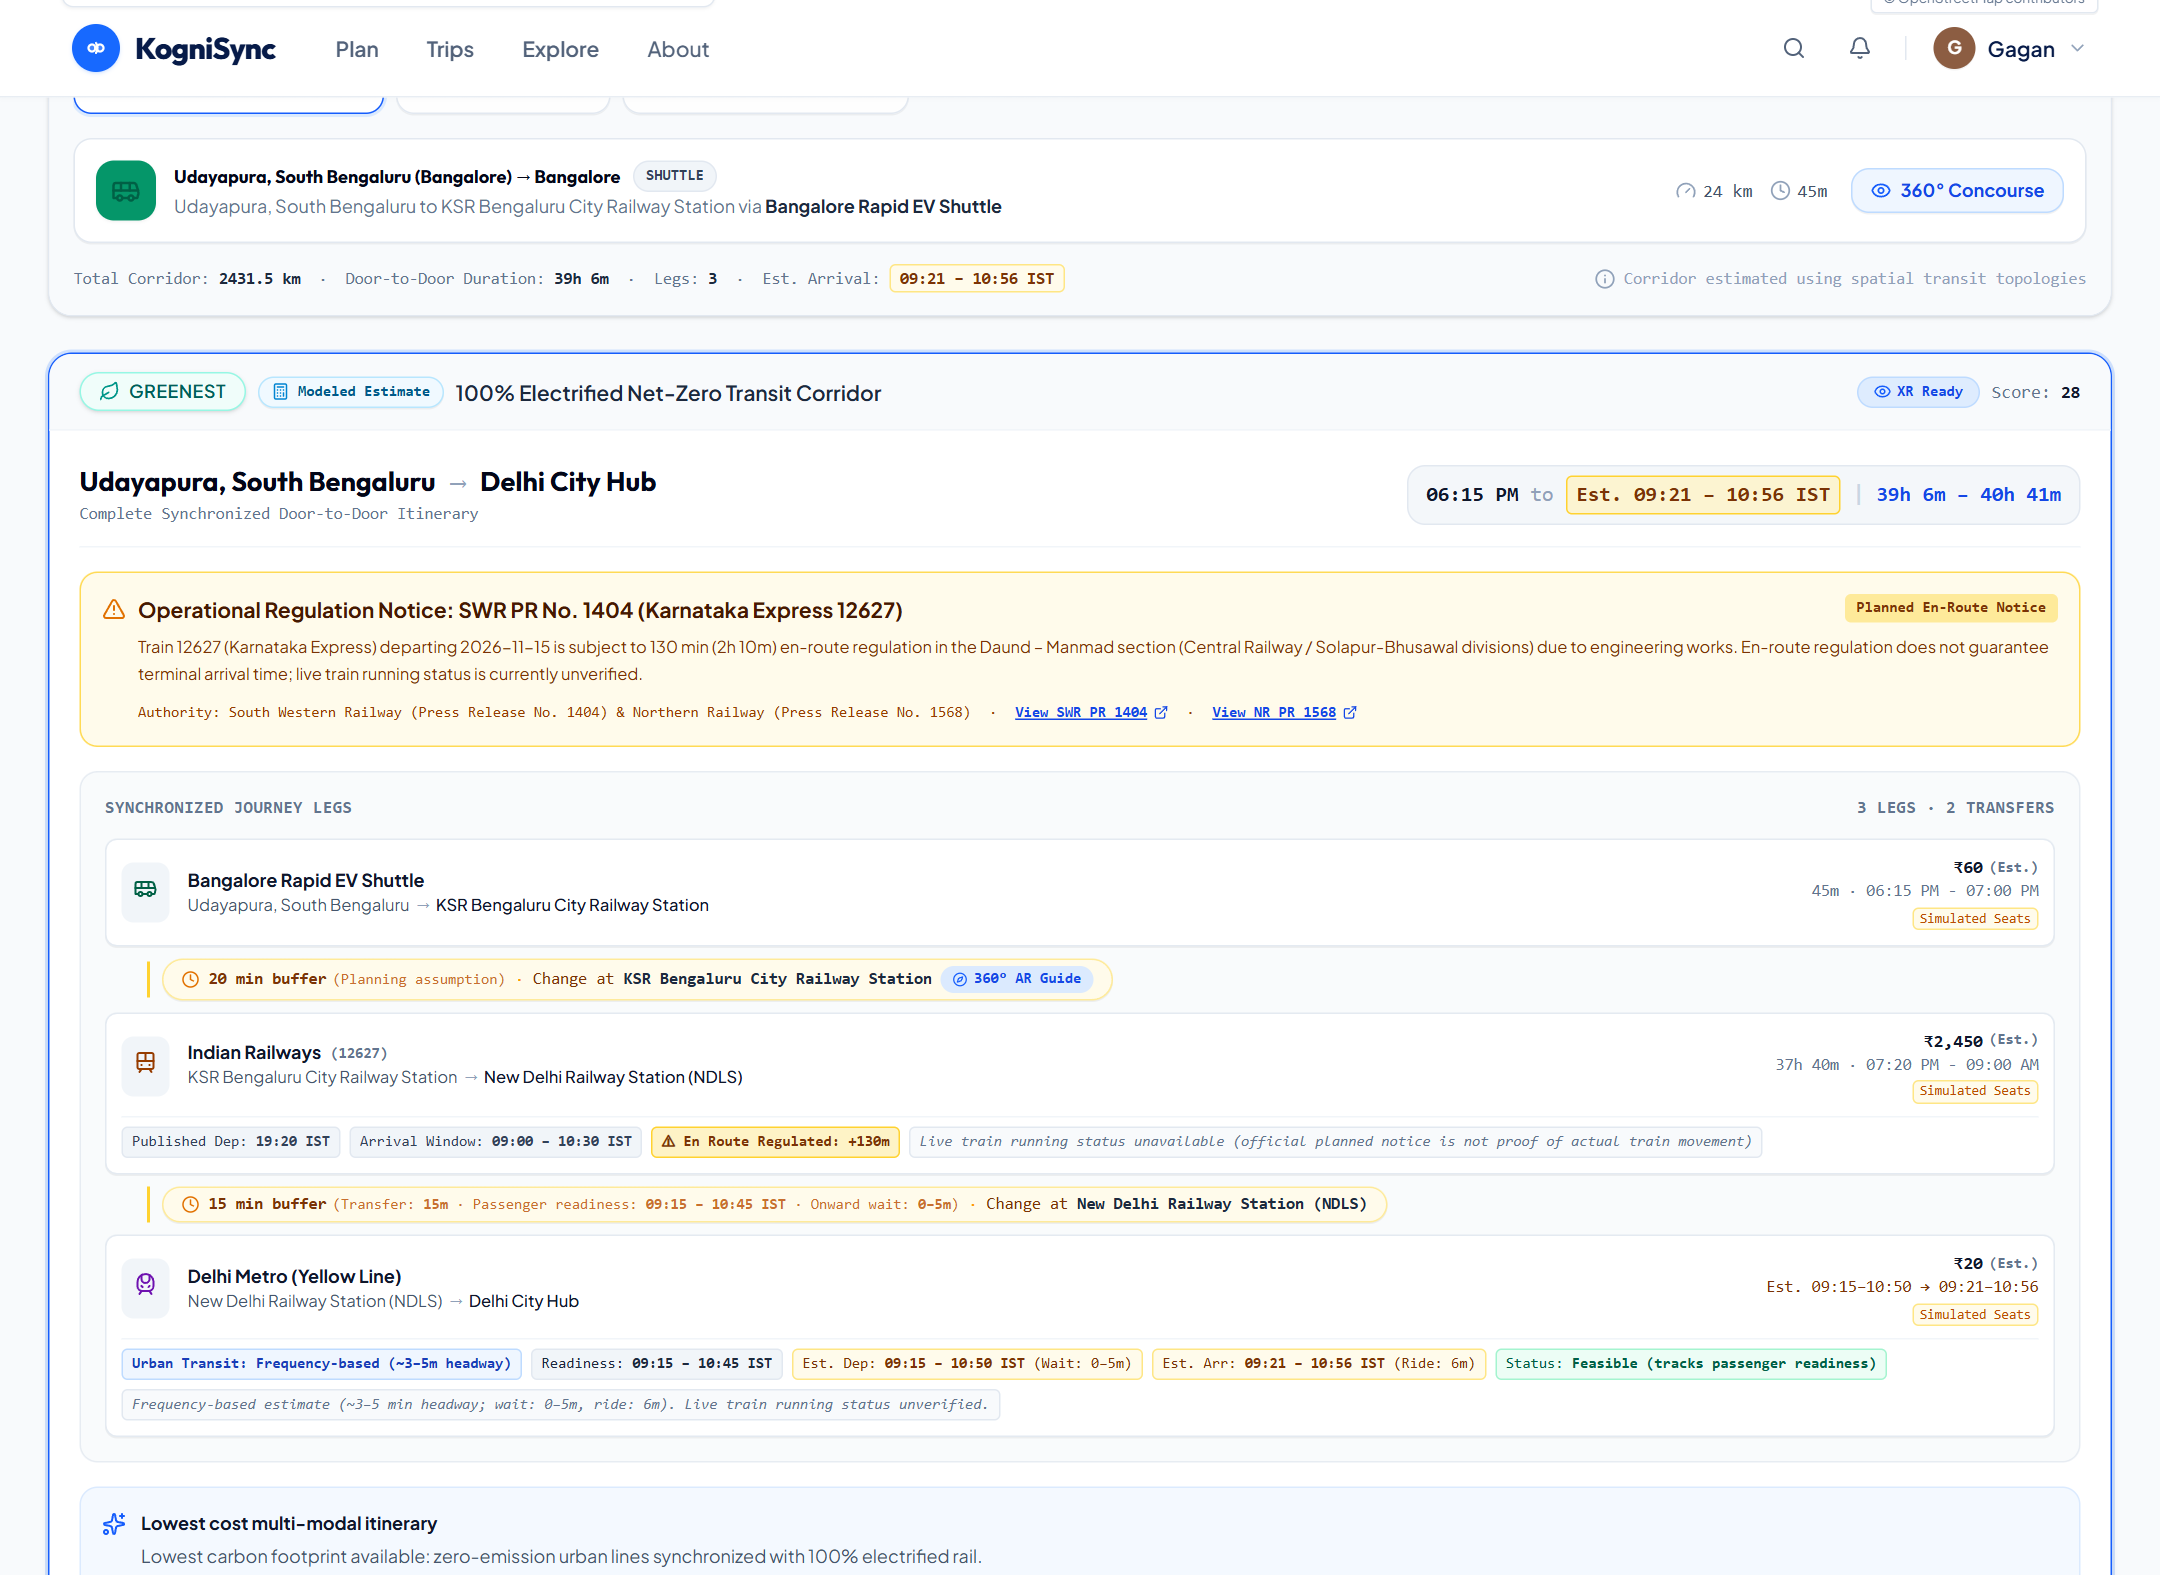 © OpenStreetMap contributors
KogniSync
Plan
Trips
Explore
About
G
Gagan
Udayapura, South Bengaluru (Bangalore) → Bangalore
SHUTTLE
Udayapura, South Bengaluru to KSR Bengaluru City Railway Station via Bangalore Rapid EV Shuttle
24 km
45m
360° Concourse
Total Corridor: 2431.5 km · Door-to-Door Duration: 39h 6m · Legs: 3 · Est. Arrival: 09:21 – 10:56 IST
Corridor estimated using spatial transit topologies
GREENEST
Modeled Estimate
100% Electrified Net-Zero Transit Corridor
XR Ready
Score: 28
Udayapura, South Bengaluru → Delhi City Hub
Complete Synchronized Door-to-Door Itinerary
06:15 PM to Est. 09:21 – 10:56 IST | 39h 6m – 40h 41m
Operational Regulation Notice: SWR PR No. 1404 (Karnataka Express 12627)
Planned En-Route Notice
Train 12627 (Karnataka Express) departing 2026-11-15 is subject to 130 min (2h 10m) en-route regulation in the Daund – Manmad section (Central Railway / Solapur-Bhusawal divisions) due to engineering works. En-route regulation does not guarantee
terminal arrival time; live train running status is currently unverified.
Authority: South Western Railway (Press Release No. 1404) & Northern Railway (Press Release No. 1568) · View SWR PR 1404 · View NR PR 1568
SYNCHRONIZED JOURNEY LEGS
3 LEGS · 2 TRANSFERS
Bangalore Rapid EV Shuttle
Udayapura, South Bengaluru → KSR Bengaluru City Railway Station
₹60 (Est.)
45m · 06:15 PM - 07:00 PM
Simulated Seats
20 min buffer (Planning assumption) · Change at KSR Bengaluru City Railway Station 360° AR Guide
Indian Railways (12627)
KSR Bengaluru City Railway Station → New Delhi Railway Station (NDLS)
₹2,450 (Est.)
37h 40m · 07:20 PM - 09:00 AM
Simulated Seats
Published Dep: 19:20 IST
Arrival Window: 09:00 – 10:30 IST
⚠ En Route Regulated: +130m
Live train running status unavailable (official planned notice is not proof of actual train movement)
15 min buffer (Transfer: 15m · Passenger readiness: 09:15 – 10:45 IST · Onward wait: 0–5m) · Change at New Delhi Railway Station (NDLS)
Delhi Metro (Yellow Line)
New Delhi Railway Station (NDLS) → Delhi City Hub
₹20 (Est.)
Est. 09:15–10:50 → 09:21–10:56
Simulated Seats
Urban Transit: Frequency-based (~3–5m headway)
Readiness: 09:15 – 10:45 IST
Est. Dep: 09:15 – 10:50 IST (Wait: 0–5m)
Est. Arr: 09:21 – 10:56 IST (Ride: 6m)
Status: Feasible (tracks passenger readiness)
Frequency-based estimate (~3–5 min headway; wait: 0–5m, ride: 6m). Live train running status unverified.
Lowest cost multi-modal itinerary
Lowest carbon footprint available: zero-emission urban lines synchronized with 100% electrified rail.